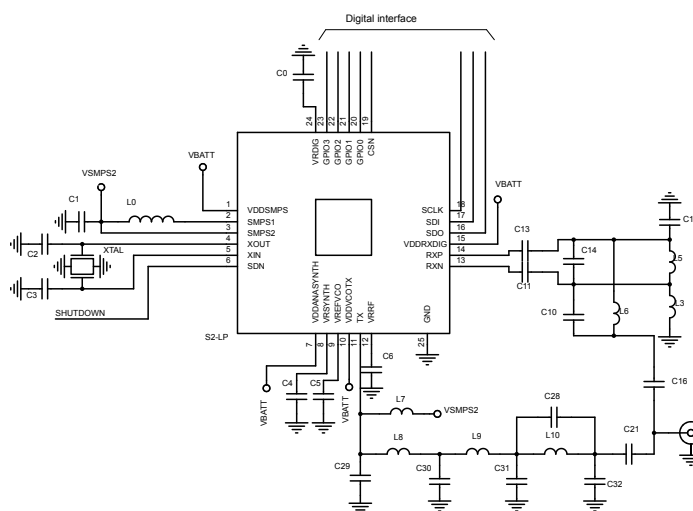 Digital interface
C0
24 23 22 21 20 19
VRDIG GPIO3 GPIO2 GPIO1 GPIO0 CSN
VBATT
VSMPS2
C1
L0
1 VDDSMPS
2 SMPS1
3 SMPS2
4 XOUT
5 XIN
6 SDN
C2
XTAL
C3
SHUTDOWN
S2-LP
SCLK 18
SDI 17
SDO 16
VDDRXDIG 15
RXP 14
RXN 13
VBATT
C13
C11
C14
C10
L6
C1
L5
L3
C16
VDDANASYNTH VRSYNTH VREFVCO VDDVCOTX TX VRRF GND
7 8 9 10 11 12 25
VBATT
C4
C5
VBATT
C6
L7
VSMPS2
L8
L9
C28
L10
C21
C29
C30
C31
C32